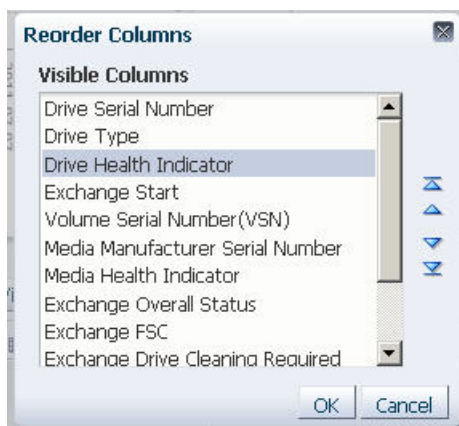 Reorder Columns
Visible Columns
Drive Serial Number
Drive Type
Drive Health Indicator
Exchange Start
Volume Serial Number(VSN)
Media Manufacturer Serial Number
Media Health Indicator
Exchange Overall Status
Exchange FSC
Exchange Drive Cleaning Required
OK
Cancel